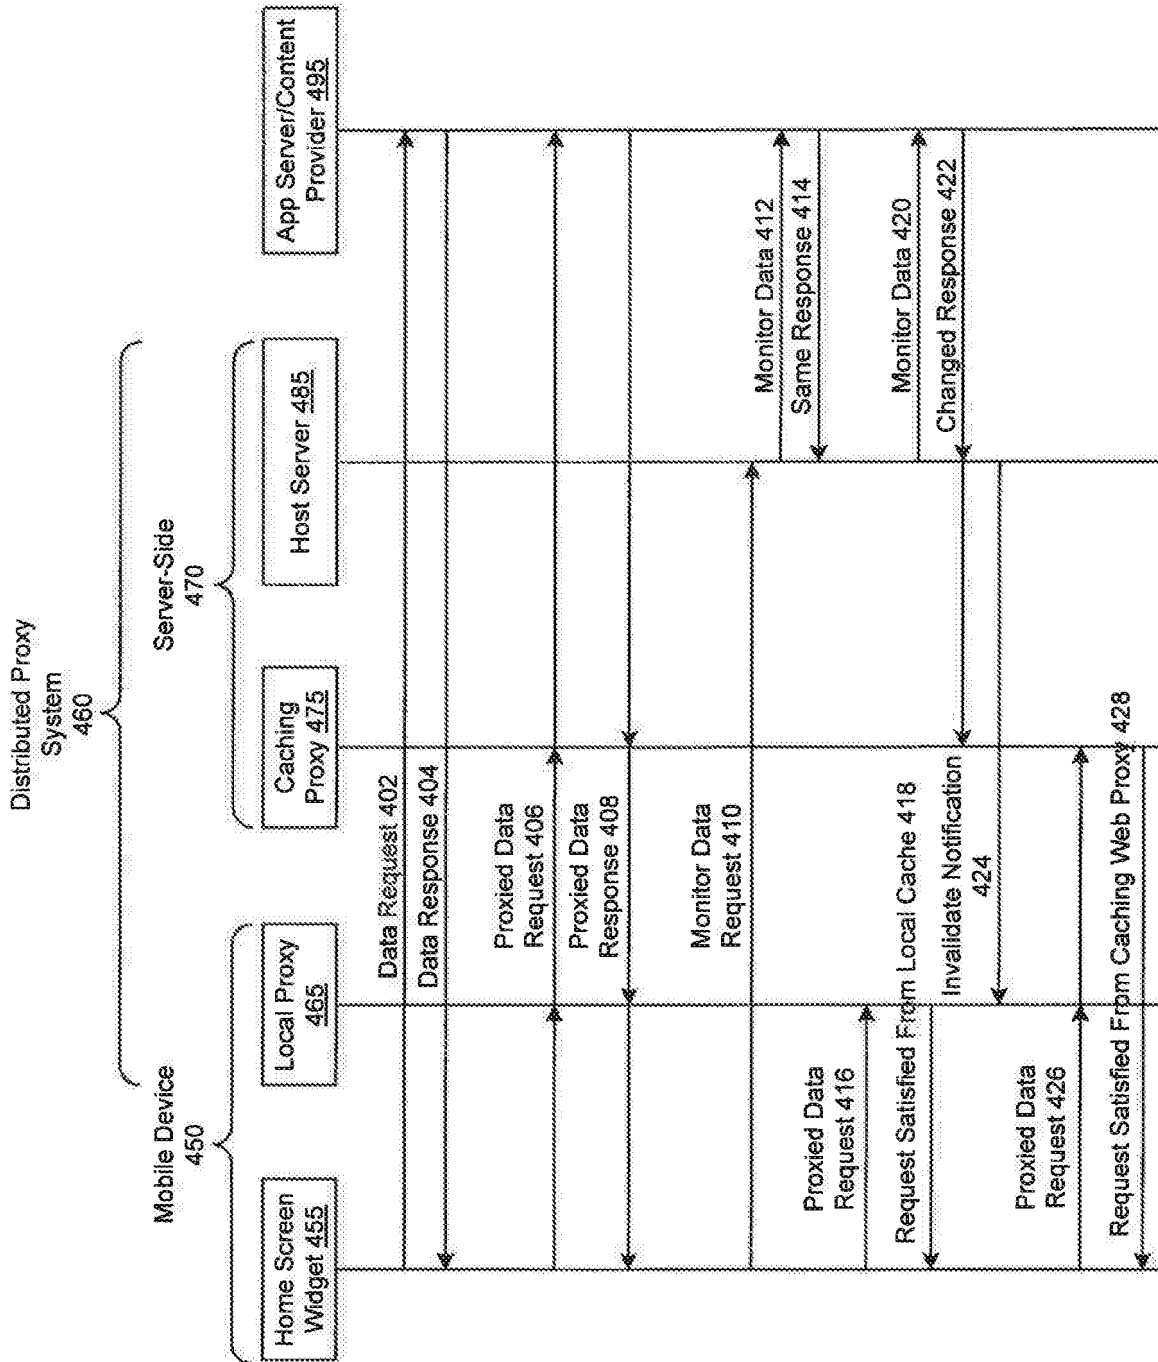 Distributed Proxy
System
460
Server-Side
470
Mobile Device
450
Home Screen
Widget 455
Local Proxy
465
Caching
Proxy 475
Host Server 485
App Server/Content
Provider 495
Data Request 402
Data Response 404
Proxied Data
Request 406
Proxied Data
Response 408
Monitor Data
Request 410
Monitor Data 412
Same Response 414
Proxied Data
Request 416
Request Satisfied From Local Cache 418
Monitor Data 420
Changed Response 422
Invalidate Notification
424
Proxied Data
Request 426
Request Satisfied From Caching Web Proxy 428